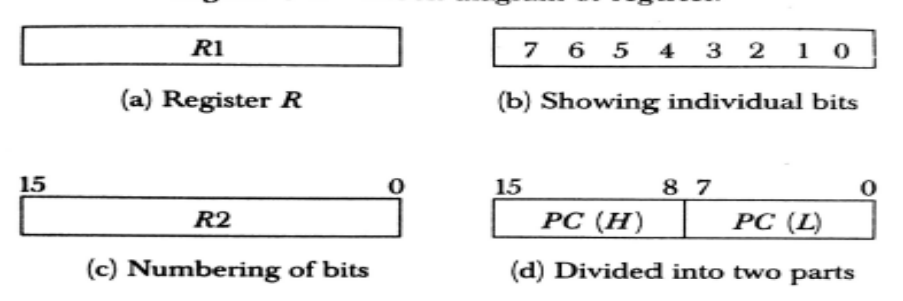 R1
7 6 5 4 3 2 1 0
(a) Register R
(b) Showing individual bits
15 0
15 8 7 0
R2
PC (H) PC (L)
(c) Numbering of bits
(d) Divided into two parts